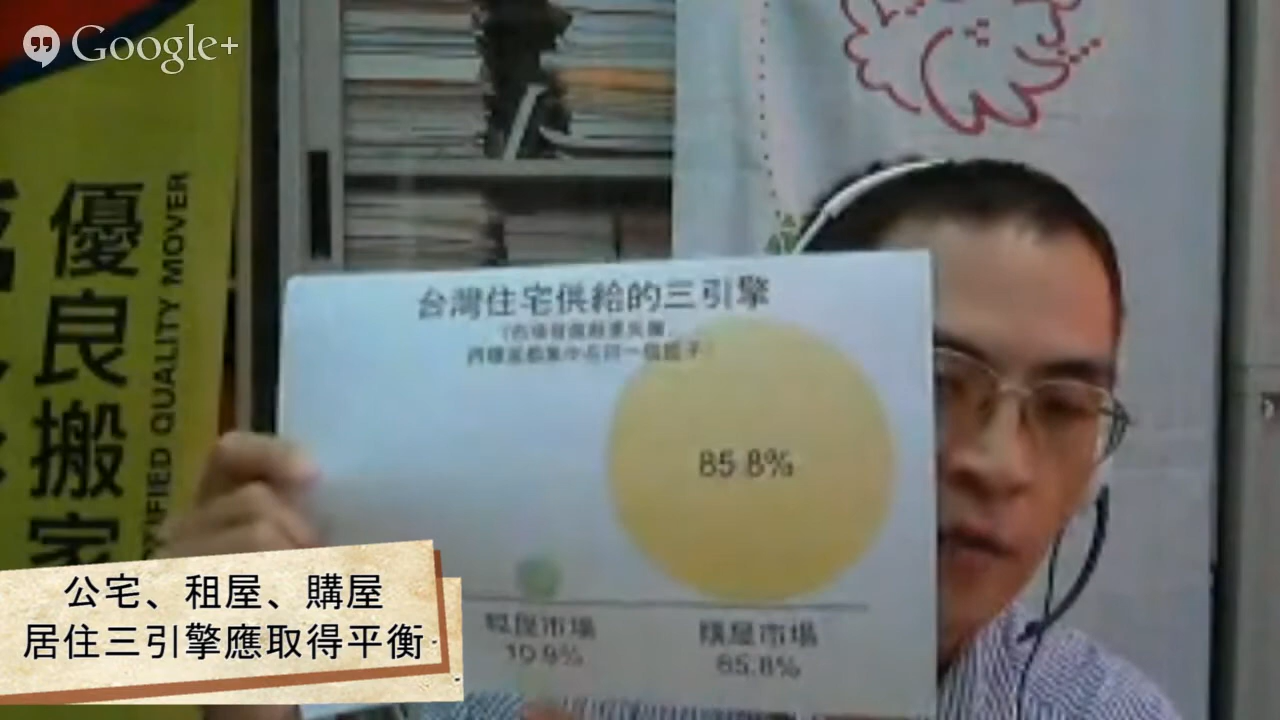 Google+
優良搬家
CERTIFIED QUALITY MOVER
台灣住宅供給的三引擎
85.8%
租屋市場
10.9%
購屋市場
85.8%
公宅、租屋、購屋
居住三引擎應取得平衡